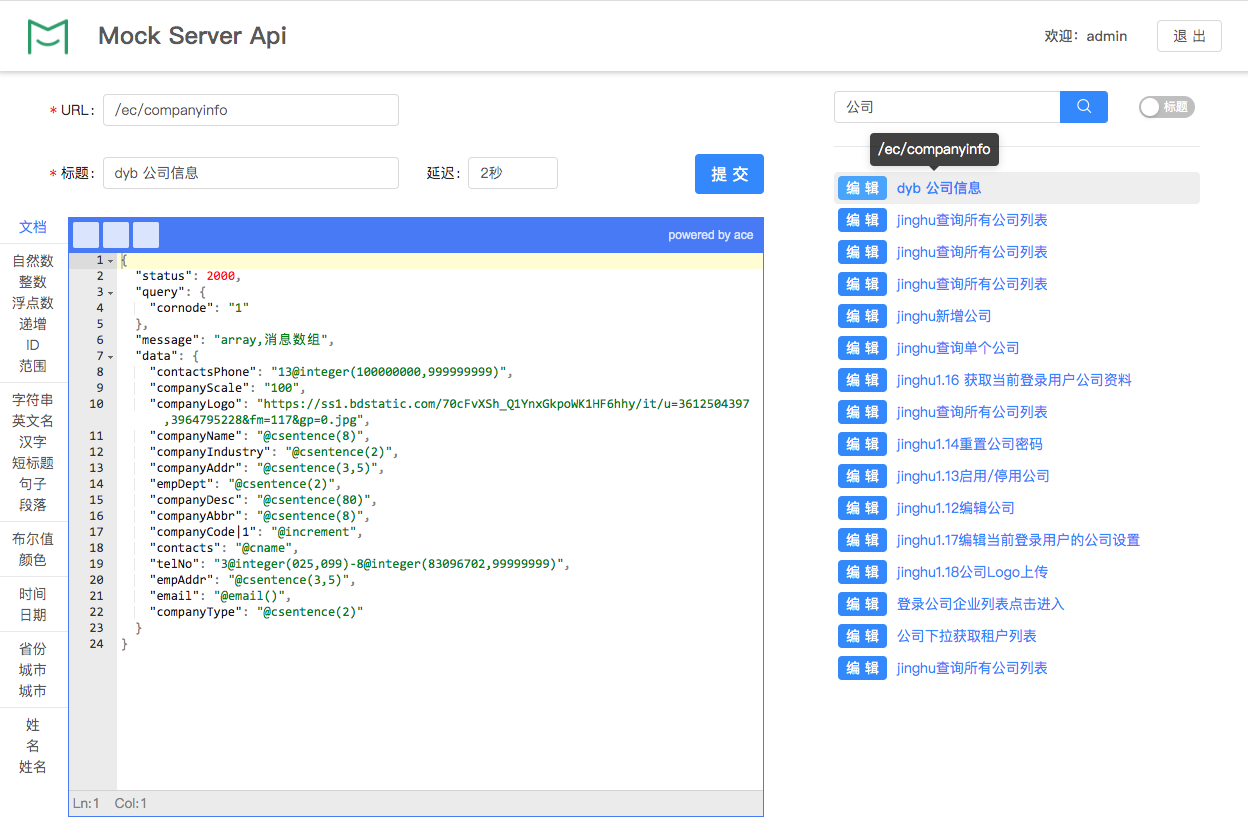 Mock Server Api
欢迎：admin
退 出
* URL：
/ec/companyinfo
* 标题：
dyb 公司信息
延迟：
2秒
提 交
文档
自然数
整数
浮点数
递增
ID
范围
字符串
英文名
汉字
短标题
句子
段落
布尔值
颜色
时间
日期
省份
城市
城市
姓
名
姓名
powered by ace
1 {
2 "status": 2000,
3 "query": {
4 "cornode": "1"
5 },
6 "message": "array,消息数组",
7 "data": {
8 "contactsPhone": "13@integer(100000000,999999999)",
9 "companyScale": "100",
10 "companyLogo": "https://ss1.bdstatic.com/70cFvXSh_Q1YnxGkpoWK1HF6hhy/it/u=3612504397
,3964795228&fm=117&gp=0.jpg",
11 "companyName": "@csentence(8)",
12 "companyIndustry": "@csentence(2)",
13 "companyAddr": "@csentence(3,5)",
14 "empDept": "@csentence(2)",
15 "companyDesc": "@csentence(80)",
16 "companyAbbr": "@csentence(8)",
17 "companyCode|1": "@increment",
18 "contacts": "@cname",
19 "telNo": "3@integer(025,099)-8@integer(83096702,99999999)",
20 "empAddr": "@csentence(3,5)",
21 "email": "@email()",
22 "companyType": "@csentence(2)"
23 }
24 }
Ln:1 Col:1
公司
标题
/ec/companyinfo
编 辑 dyb 公司信息
编 辑 jinghu查询所有公司列表
编 辑 jinghu查询所有公司列表
编 辑 jinghu查询所有公司列表
编 辑 jinghu新增公司
编 辑 jinghu查询单个公司
编 辑 jinghu1.16 获取当前登录用户公司资料
编 辑 jinghu查询所有公司列表
编 辑 jinghu1.14重置公司密码
编 辑 jinghu1.13启用/停用公司
编 辑 jinghu1.12编辑公司
编 辑 jinghu1.17编辑当前登录用户的公司设置
编 辑 jinghu1.18公司Logo上传
编 辑 登录公司企业列表点击进入
编 辑 公司下拉获取租户列表
编 辑 jinghu查询所有公司列表